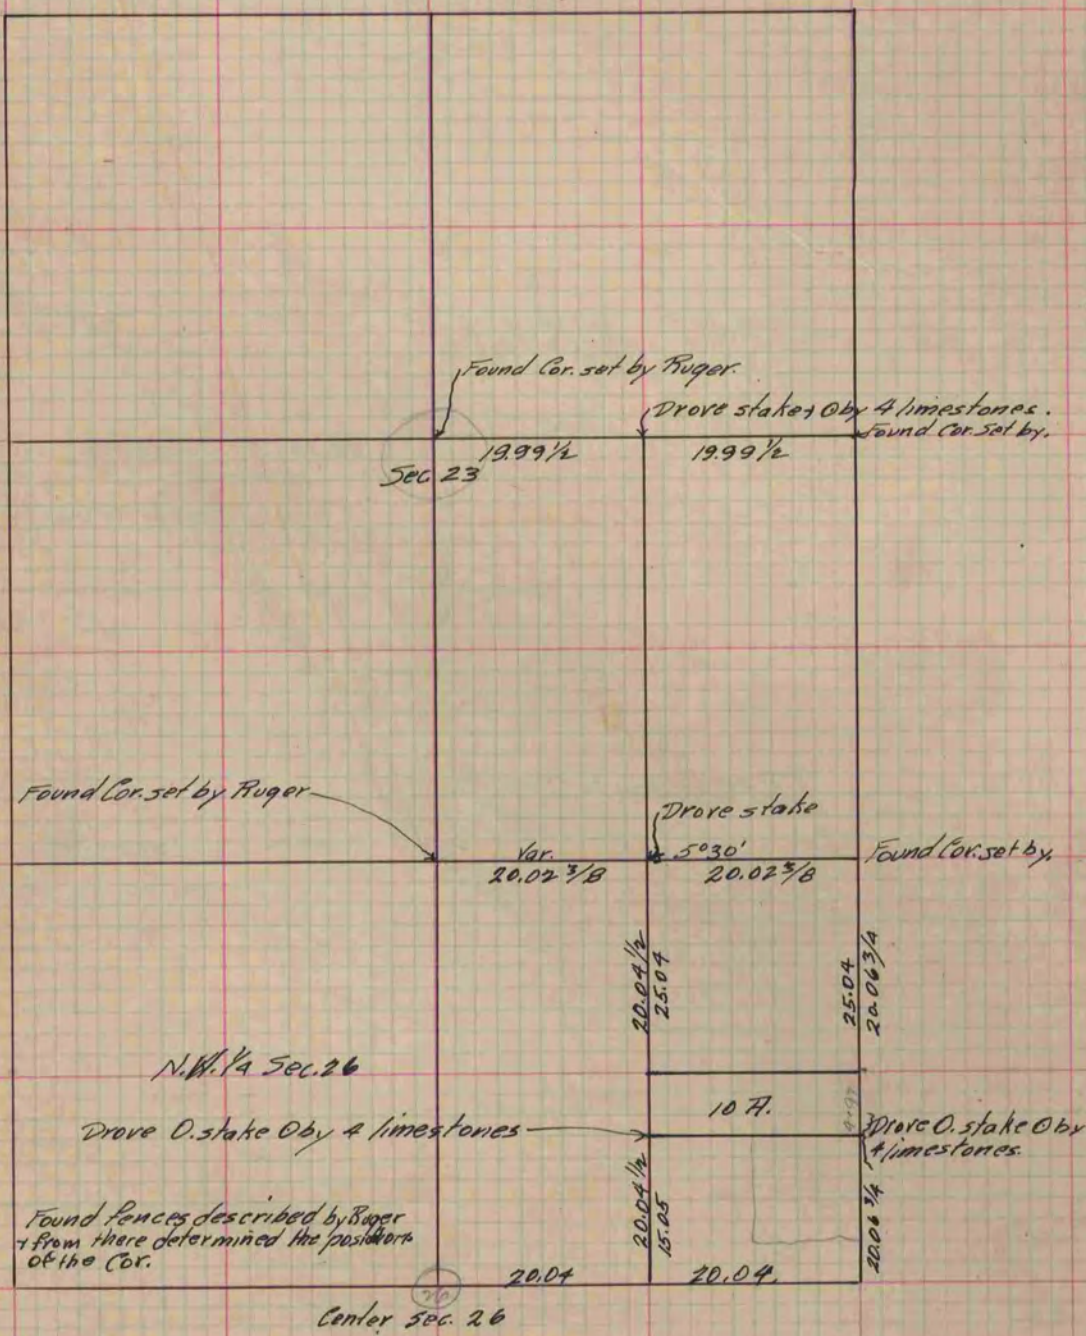 Found Cor. set by Ruger.
Drove stake + O by 4 limestones.
Found Cor. Set by.
19.99 1/2
19.99 1/2
Sec. 23
Found Cor. set by Ruger
Drove stake
Var.
5°30'
Found Cor. set by.
20.02 3/8
20.02 3/8
20.04 1/2
25.04
25.04
20.06 3/4
N.W. 1/4 Sec. 26
10 A.
Drove O. stake O by 4 limestones
Drove O. stake O by
4 limestones.
20.04 1/2
15.05
20.06 3/4
Found fences described by Ruger
+ from there determined the position
of the Cor.
20.04
20.04.
26
Center Sec. 26